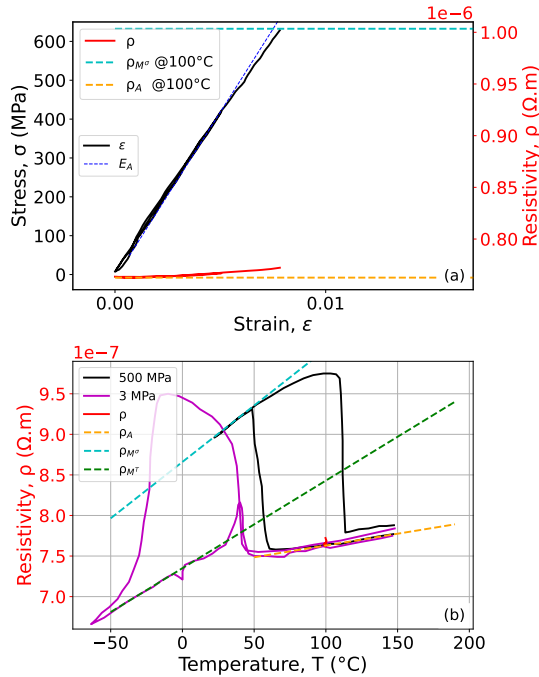 1e−6
600
500
400
300
200
100
0
Stress, σ (MPa)
ρ
ρ_{M^σ} @100°C
ρ_A @100°C
ε
E_A
1.00
0.95
0.90
0.85
0.80
Resistivity, ρ (Ω.m)
(a)
0.00
0.01
Strain, ε
1e−7
9.5
9.0
8.5
8.0
7.5
7.0
Resistivity, ρ (Ω.m)
500 MPa
3 MPa
ρ
ρ_A
ρ_{M^σ}
ρ_{M^T}
(b)
−50
0
50
100
150
200
Temperature, T (°C)